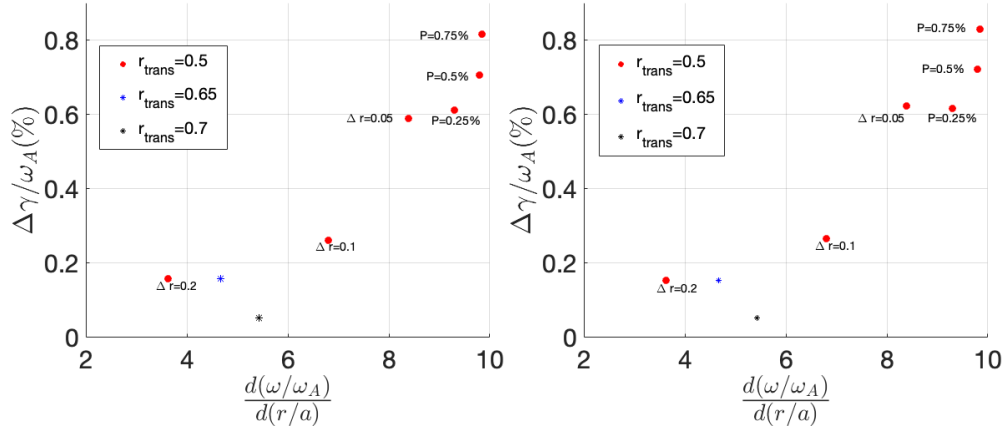 0.8
0.6
0.4
0.2
0
Δγ/ω_A(%)
r_trans=0.5
r_trans=0.65
r_trans=0.7
P=0.75%
P=0.5%
P=0.25%
Δ r=0.05
Δ r=0.1
Δ r=0.2
2 4 6 8 10
d(ω/ω_A)
d(r/a)
0.8
0.6
0.4
0.2
0
Δγ/ω_A(%)
r_trans=0.5
r_trans=0.65
r_trans=0.7
P=0.75%
P=0.5%
Δ r=0.05
P=0.25%
Δ r=0.1
Δ r=0.2
2 4 6 8 10
d(ω/ω_A)
d(r/a)